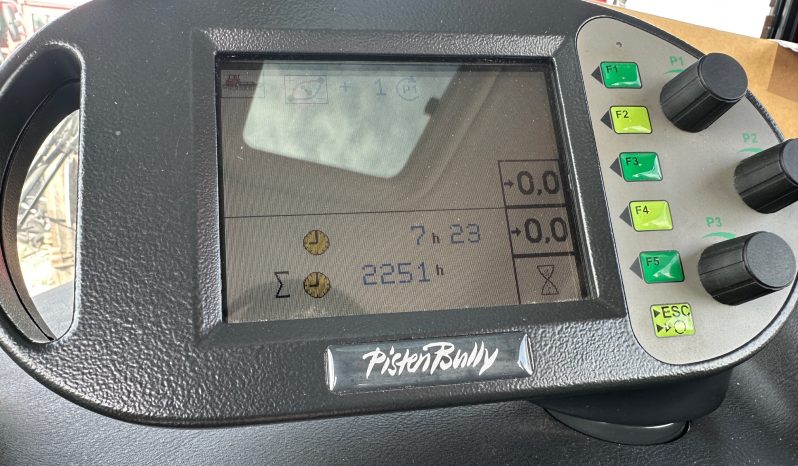 + 1 P1
→0,0
7 h 23 →0,0
Σ 2251 h
PistenBully
F1
P1
F2
P2
F3
F4
P3
F5
ESC